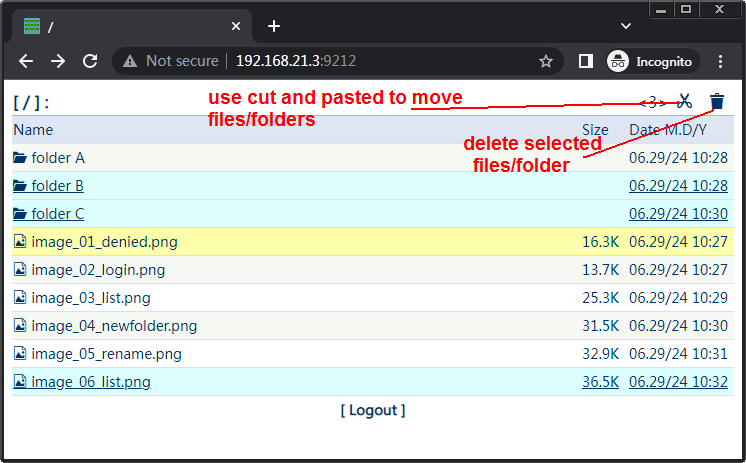 /
Not secure | 192.168.21.3:9212
Incognito
[ / ] :
use cut and pasted to move
files/folders
<3>
Name Size Date M.D/Y
delete selected
files/folder
folder A 06.29/24 10:28
folder B 06.29/24 10:28
folder C 06.29/24 10:30
image_01_denied.png 16.3K 06.29/24 10:27
image_02_login.png 13.7K 06.29/24 10:27
image_03_list.png 25.3K 06.29/24 10:29
image_04_newfolder.png 31.5K 06.29/24 10:30
image_05_rename.png 32.9K 06.29/24 10:31
image_06_list.png 36.5K 06.29/24 10:32
[ Logout ]